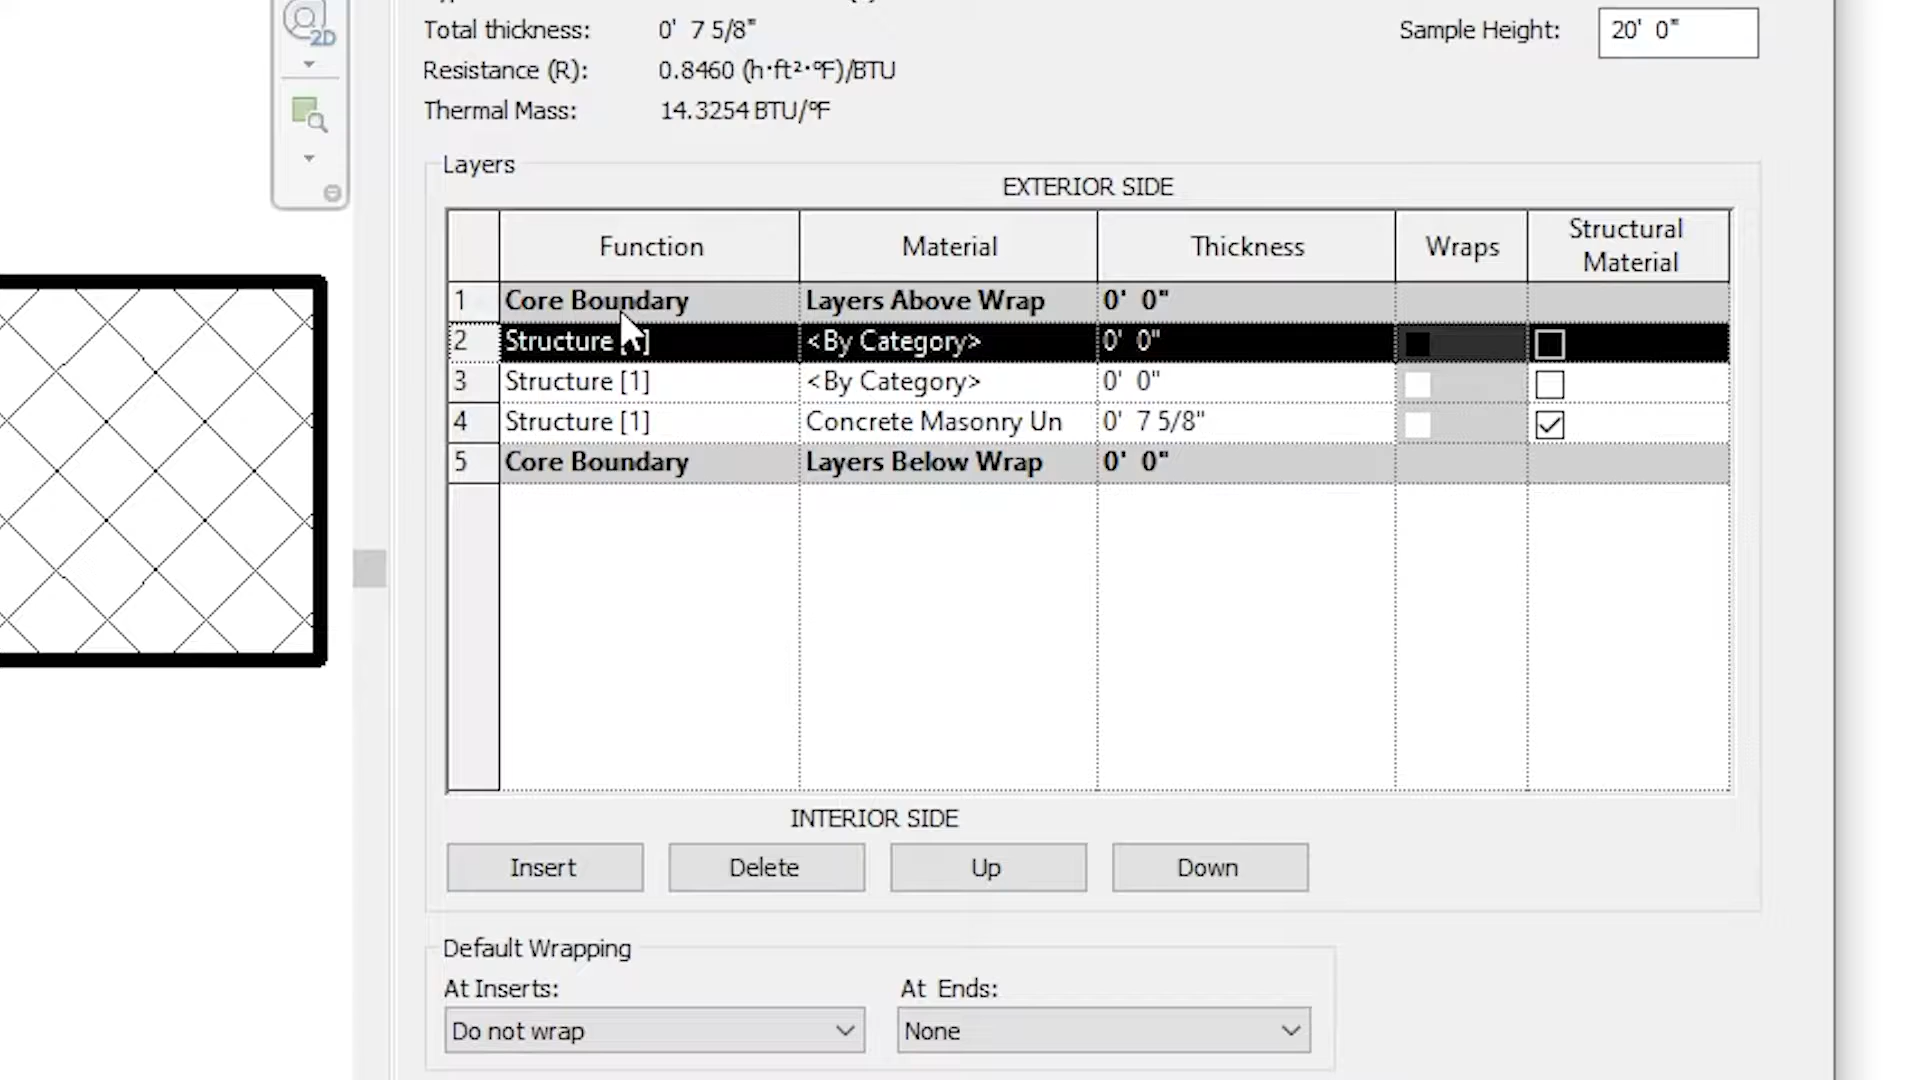 Total thickness: 0' 7 5/8" Sample Height: 20' 0"
Resistance (R): 0.8460 (h·ft²·°F)/BTU
Thermal Mass: 14.3254 BTU/°F
2D
Layers
EXTERIOR SIDE
Function Material Thickness Wraps Structural Material
1 Core Boundary Layers Above Wrap 0' 0"
2 Structure ] <By Category> 0' 0"
3 Structure [1] <By Category> 0' 0"
4 Structure [1] Concrete Masonry Un 0' 7 5/8"
5 Core Boundary Layers Below Wrap 0' 0"
INTERIOR SIDE
Insert Delete Up Down
Default Wrapping
At Inserts: At Ends:
Do not wrap None